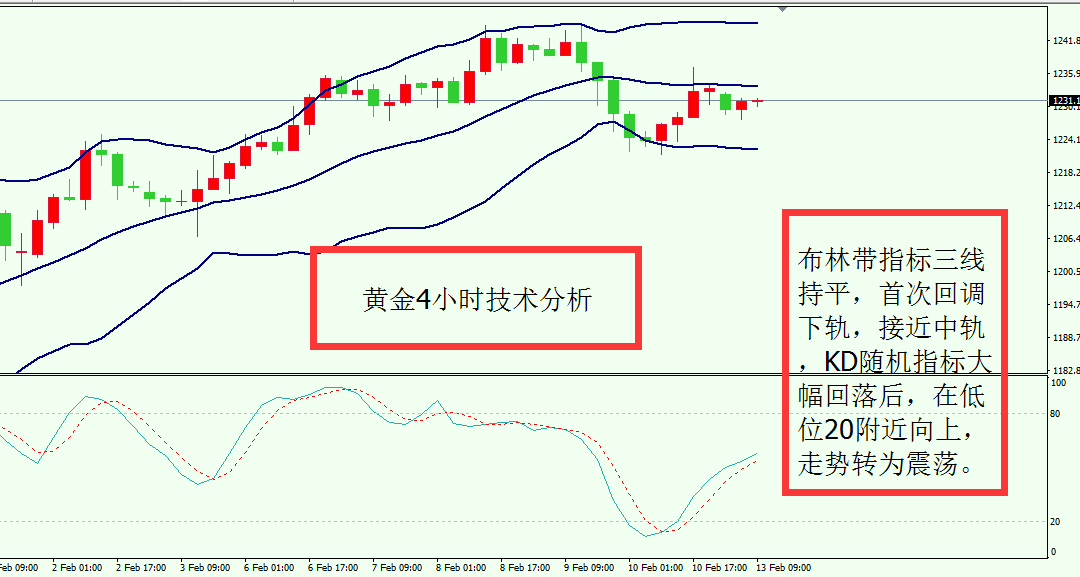 1241.8
1235.9
1231.1
1230.1
1224.1
1218.2
1212.4
1206.4
1200.5
1194.7
1188.7
1182.8
黄金4小时技术分析
布林带指标三线
持平，首次回调
下轨，接近中轨
，KD随机指标大
幅回落后，在低
位20附近向上，
走势转为震荡。
100
80
20
0
Feb 09:00 2 Feb 01:00 2 Feb 17:00 3 Feb 09:00 6 Feb 01:00 6 Feb 17:00 7 Feb 09:00 8 Feb 01:00 8 Feb 17:00 9 Feb 09:00 10 Feb 01:00 10 Feb 17:00 13 Feb 09:00